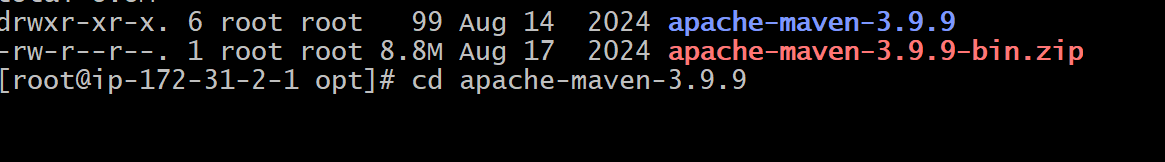 drwxr-xr-x. 6 root root   99 Aug 14  2024 apache-maven-3.9.9
-rw-r--r--. 1 root root 8.8M Aug 17  2024 apache-maven-3.9.9-bin.zip
[root@ip-172-31-2-1 opt]# cd apache-maven-3.9.9